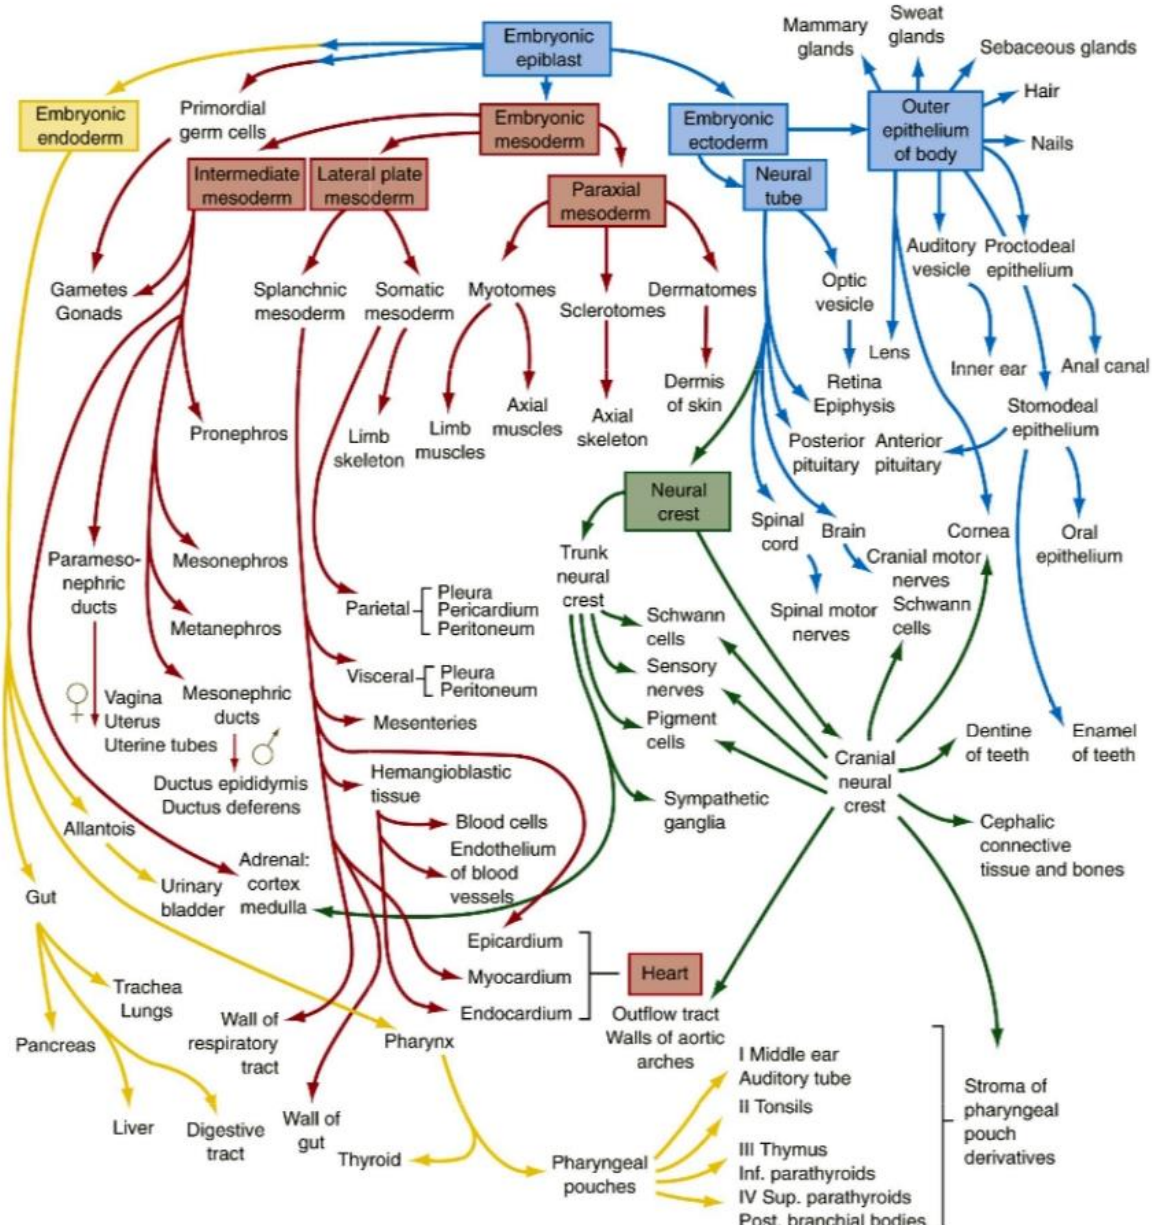 Embryonic
epiblast
Mammary
glands
Sweat
glands
Sebaceous glands
Hair
Nails
Embryonic
endoderm
Primordial
germ cells
Embryonic
mesoderm
Embryonic
ectoderm
Outer
epithelium
of body
Intermediate
mesoderm
Lateral plate
mesoderm
Paraxial
mesoderm
Neural
tube
Gametes
Gonads
Splanchnic
mesoderm
Somatic
mesoderm
Myotomes
Sclerotomes
Dermatomes
Optic
vesicle
Auditory
vesicle
Proctodeal
epithelium
Lens
Inner ear
Anal canal
Pronephros
Limb
skeleton
Limb
muscles
Axial
muscles
Axial
skeleton
Dermis
of skin
Retina
Epiphysis
Posterior
pituitary
Anterior
pituitary
Stomodeal
epithelium
Neural
crest
Spinal
cord
Brain
Cornea
Oral
epithelium
Parameso-
nephric
ducts
Mesonephros
Metanephros
Trunk
neural
crest
Cranial motor
nerves
Schwann
cells
Spinal motor
nerves
Parietal
Pleura
Pericardium
Peritoneum
Schwann
cells
Sensory
nerves
Pigment
cells
Visceral
Pleura
Peritoneum
♀
Vagina
Uterus
Uterine tubes
Mesonephric
ducts
♂
Ductus epididymis
Ductus deferens
Mesenteries
Hemangioblastic
tissue
Blood cells
Endothelium
of blood
vessels
Sympathetic
ganglia
Cranial
neural
crest
Dentine
of teeth
Enamel
of teeth
Cephalic
connective
tissue and bones
Allantois
Gut
Urinary
bladder
Adrenal:
cortex
medulla
Epicardium
Myocardium
Endocardium
Heart
Outflow tract
Walls of aortic
arches
Trachea
Lungs
Pancreas
Liver
Digestive
tract
Wall of
respiratory
tract
Wall of
gut
Pharynx
Thyroid
Pharyngeal
pouches
I Middle ear
Auditory tube
II Tonsils
III Thymus
Inf. parathyroids
IV Sup. parathyroids
Post. branchial bodies
Stroma of
pharyngeal
pouch
derivatives